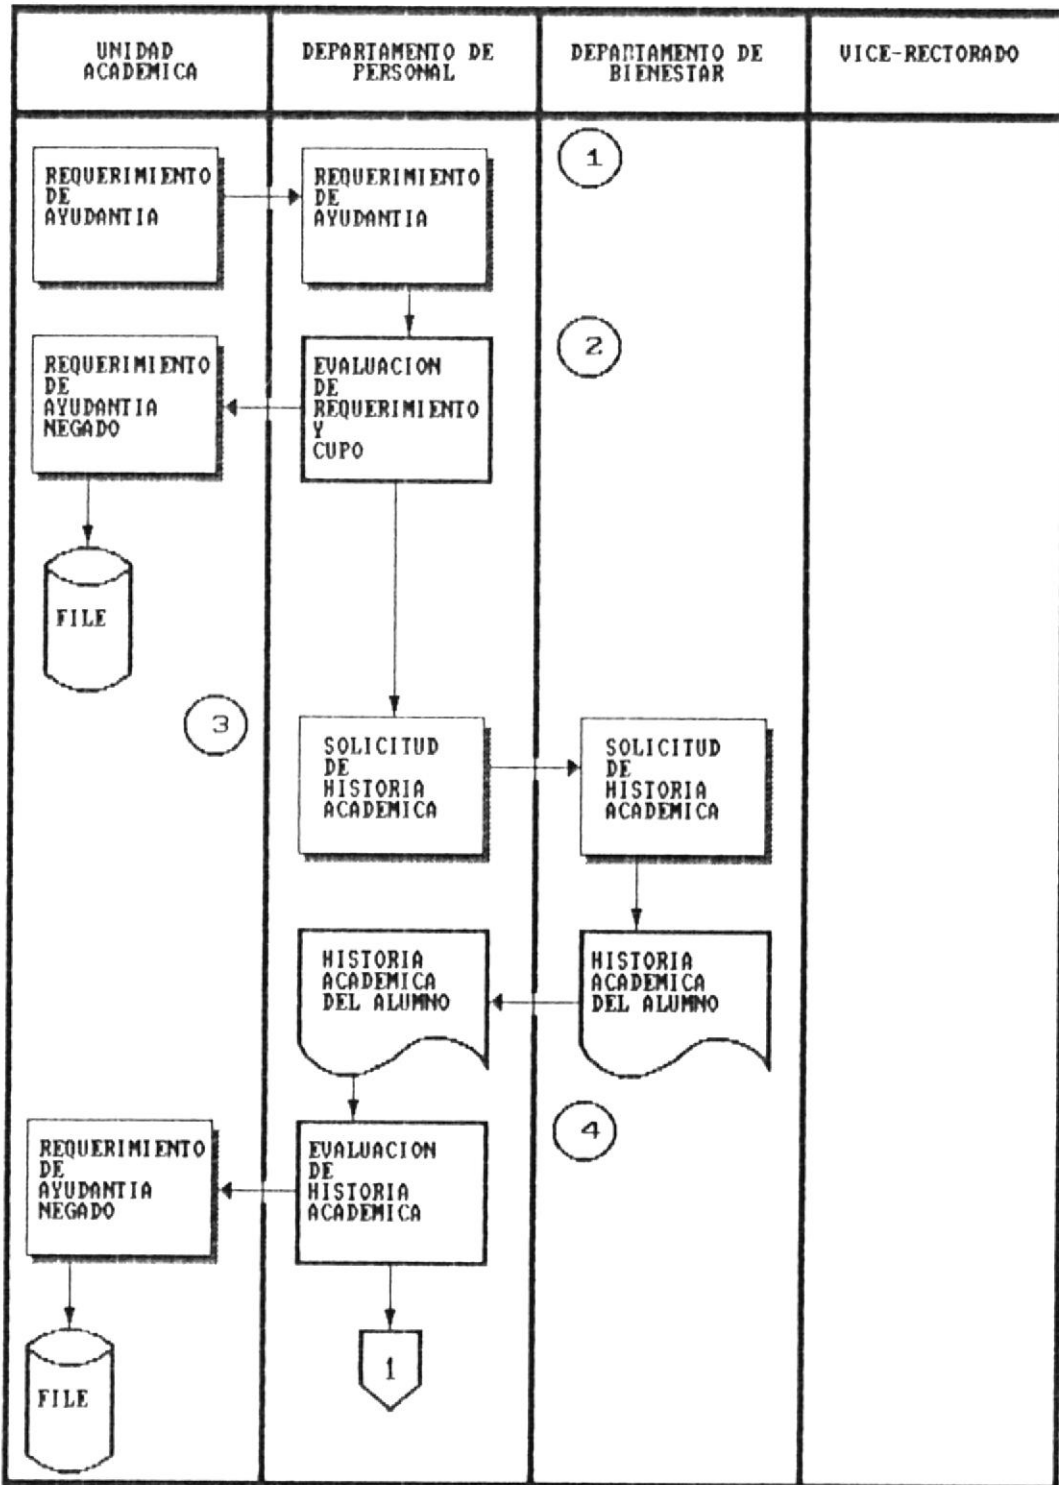 UNIDAD
ACADEMICA
DEPARTAMENTO DE
PERSONAL
DEPARTAMENTO DE
BIENESTAR
VICE-RECTORADO
REQUERIMIENTO
DE
AYUDANTIA
REQUERIMIENTO
DE
AYUDANTIA
1
REQUERIMIENTO
DE
AYUDANTIA
NEGADO
EVALUACION
DE
REQUERIMIENTO
Y
CUPO
2
FILE
3
SOLICITUD
DE
HISTORIA
ACADEMICA
SOLICITUD
DE
HISTORIA
ACADEMICA
HISTORIA
ACADEMICA
DEL ALUMNO
HISTORIA
ACADEMICA
DEL ALUMNO
4
REQUERIMIENTO
DE
AYUDANTIA
NEGADO
EVALUACION
DE
HISTORIA
ACADEMICA
FILE
1